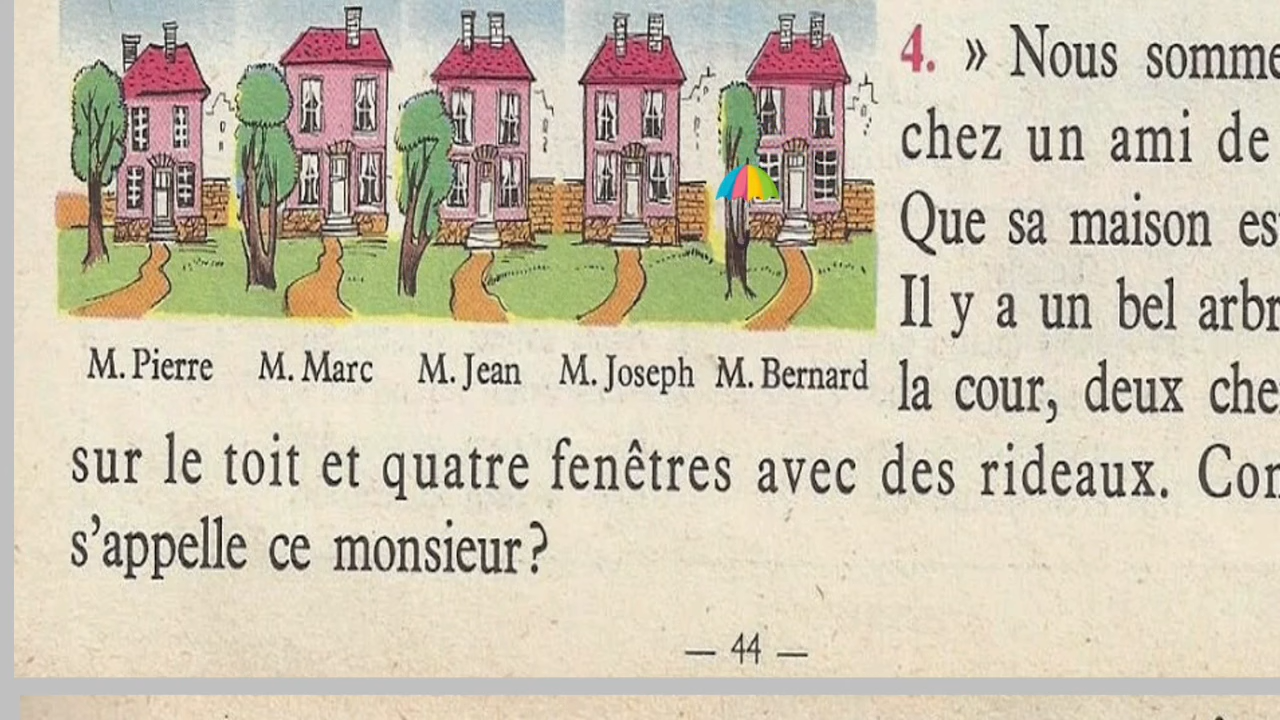 4. » Nous somme
chez un ami de
Que sa maison es
Il y a un bel arbr
la cour, deux che
M. Pierre M. Marc M. Jean M. Joseph M. Bernard
sur le toit et quatre fenêtres avec des rideaux. Con
s'appelle ce monsieur?
— 44 —